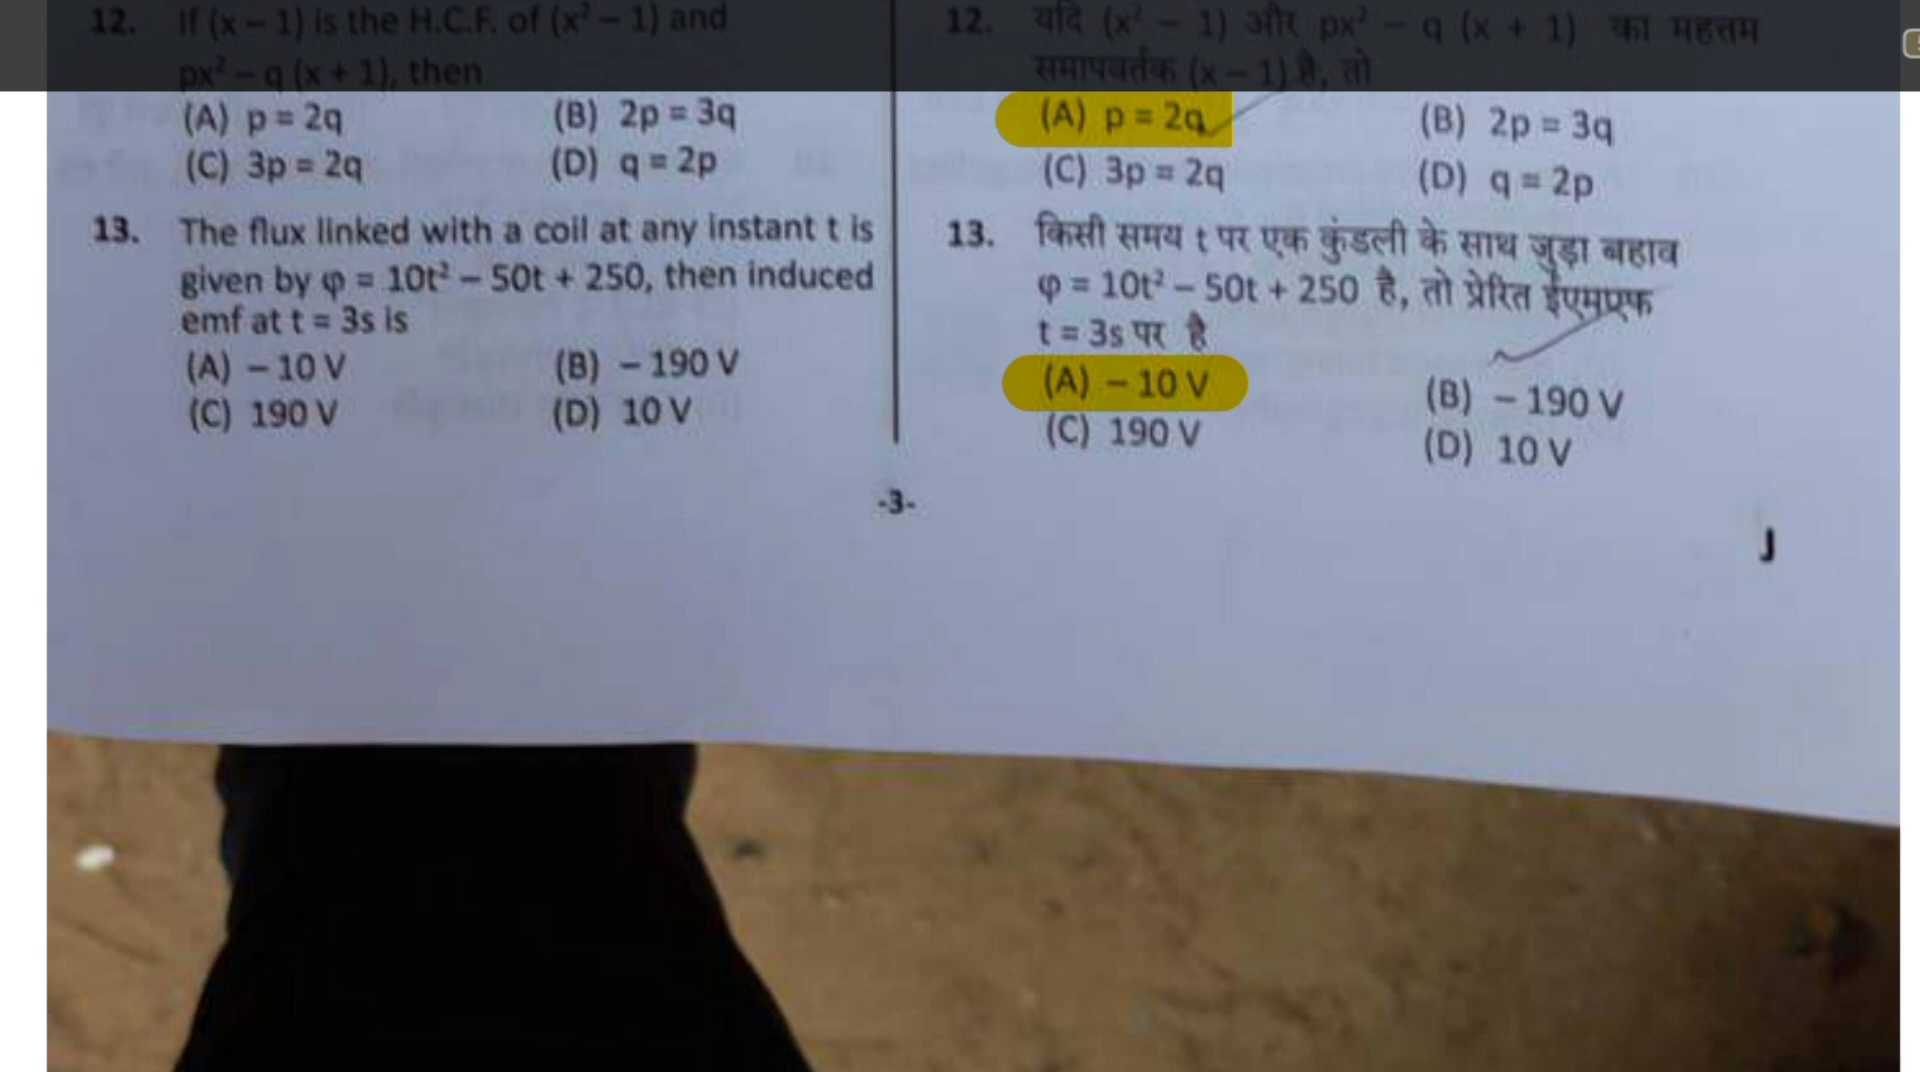 12. If (x – 1) is the H.C.F. of (x² – 1) and
px² – q (x + 1), then
(A) p = 2q (B) 2p = 3q
(C) 3p = 2q (D) q = 2p
13. The flux linked with a coil at any instant t is
given by φ = 10t² – 50t + 250, then induced
emf at t = 3s is
(A) – 10 V (B) – 190 V
(C) 190 V (D) 10 V
12. यदि (x² – 1) और px² – q (x + 1) का महत्तम
समापवर्तक (x – 1) है, तो
(A) p = 2q (B) 2p = 3q
(C) 3p = 2q (D) q = 2p
13. किसी समय t पर एक कुंडली के साथ जुड़ा बहाव
φ = 10t² – 50t + 250 है, तो प्रेरित ईएमएफ
t = 3s पर है
(A) – 10 V (B) – 190 V
(C) 190 V (D) 10 V
-3-
J